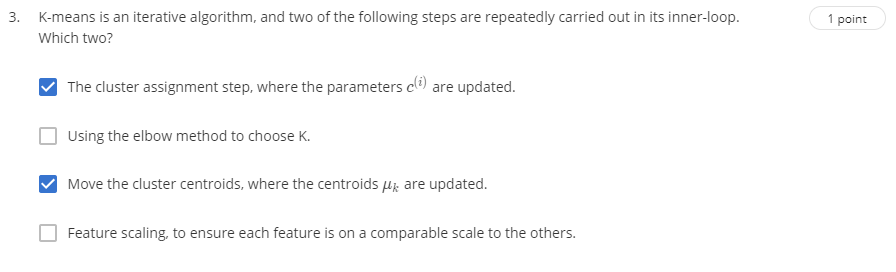 3. K-means is an iterative algorithm, and two of the following steps are repeatedly carried out in its inner-loop.
Which two?
1 point
The cluster assignment step, where the parameters c⁽ⁱ⁾ are updated.
Using the elbow method to choose K.
Move the cluster centroids, where the centroids μₖ are updated.
Feature scaling, to ensure each feature is on a comparable scale to the others.